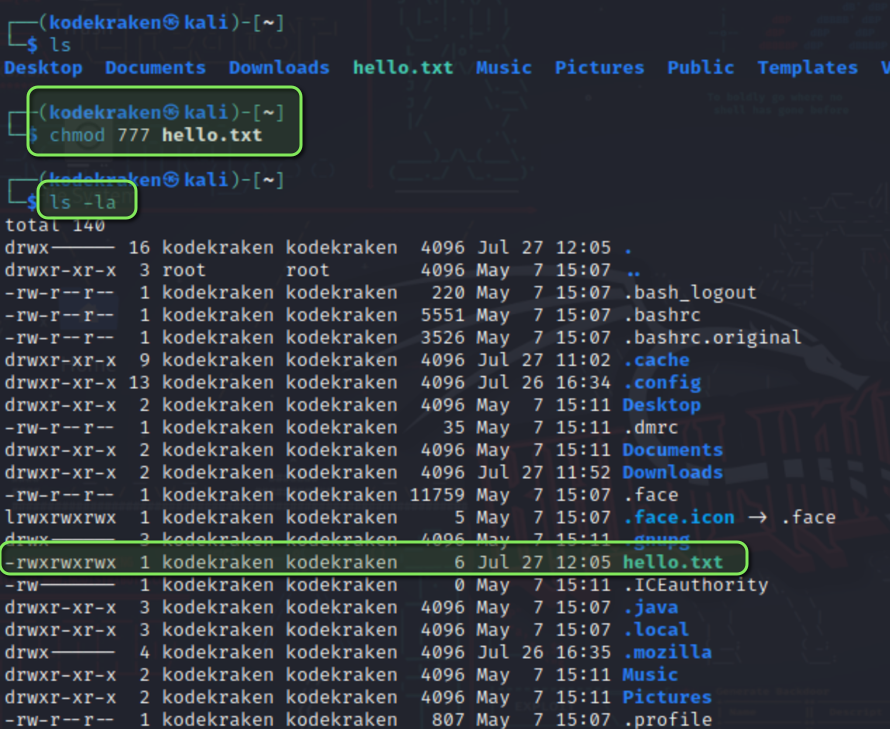 ┌──(kodekraken㉿kali)-[~]
└─$ ls
Desktop Documents Downloads hello.txt Music Pictures Public Templates V
┌──(kodekraken㉿kali)-[~]
└─$ chmod 777 hello.txt
┌──(kodekraken㉿kali)-[~]
└─$ ls -la
total 140
drwx------ 16 kodekraken kodekraken 4096 Jul 27 12:05 .
drwxr-xr-x 3 root root 4096 May 7 15:07 ..
-rw-r--r-- 1 kodekraken kodekraken 220 May 7 15:07 .bash_logout
-rw-r--r-- 1 kodekraken kodekraken 5551 May 7 15:07 .bashrc
-rw-r--r-- 1 kodekraken kodekraken 3526 May 7 15:07 .bashrc.original
drwxr-xr-x 9 kodekraken kodekraken 4096 Jul 27 11:02 .cache
drwxr-xr-x 13 kodekraken kodekraken 4096 Jul 26 16:34 .config
drwxr-xr-x 2 kodekraken kodekraken 4096 May 7 15:11 Desktop
-rw-r--r-- 1 kodekraken kodekraken 35 May 7 15:11 .dmrc
drwxr-xr-x 2 kodekraken kodekraken 4096 May 7 15:11 Documents
drwxr-xr-x 2 kodekraken kodekraken 4096 Jul 27 11:52 Downloads
-rw-r--r-- 1 kodekraken kodekraken 11759 May 7 15:07 .face
lrwxrwxrwx 1 kodekraken kodekraken 5 May 7 15:07 .face.icon → .face
drwx------ 3 kodekraken kodekraken 4096 May 7 15:11 .gnupg
-rwxrwxrwx 1 kodekraken kodekraken 6 Jul 27 12:05 hello.txt
-rw------- 1 kodekraken kodekraken 0 May 7 15:11 .ICEauthority
drwxr-xr-x 3 kodekraken kodekraken 4096 May 7 15:07 .java
drwxr-xr-x 3 kodekraken kodekraken 4096 May 7 15:07 .local
drwx------ 4 kodekraken kodekraken 4096 Jul 26 16:35 .mozilla
drwxr-xr-x 2 kodekraken kodekraken 4096 May 7 15:11 Music
drwxr-xr-x 2 kodekraken kodekraken 4096 May 7 15:11 Pictures
-rw-r--r-- 1 kodekraken kodekraken 807 May 7 15:07 .profile